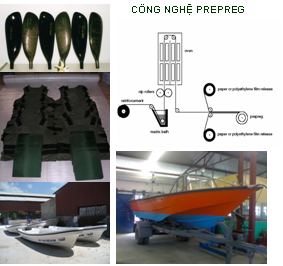 CÔNG NGHỆ PREPREG
oven
nip rollers
paper or polyethylene film release
reinforcement
prepreg
resin bath
paper or polyethylene film release